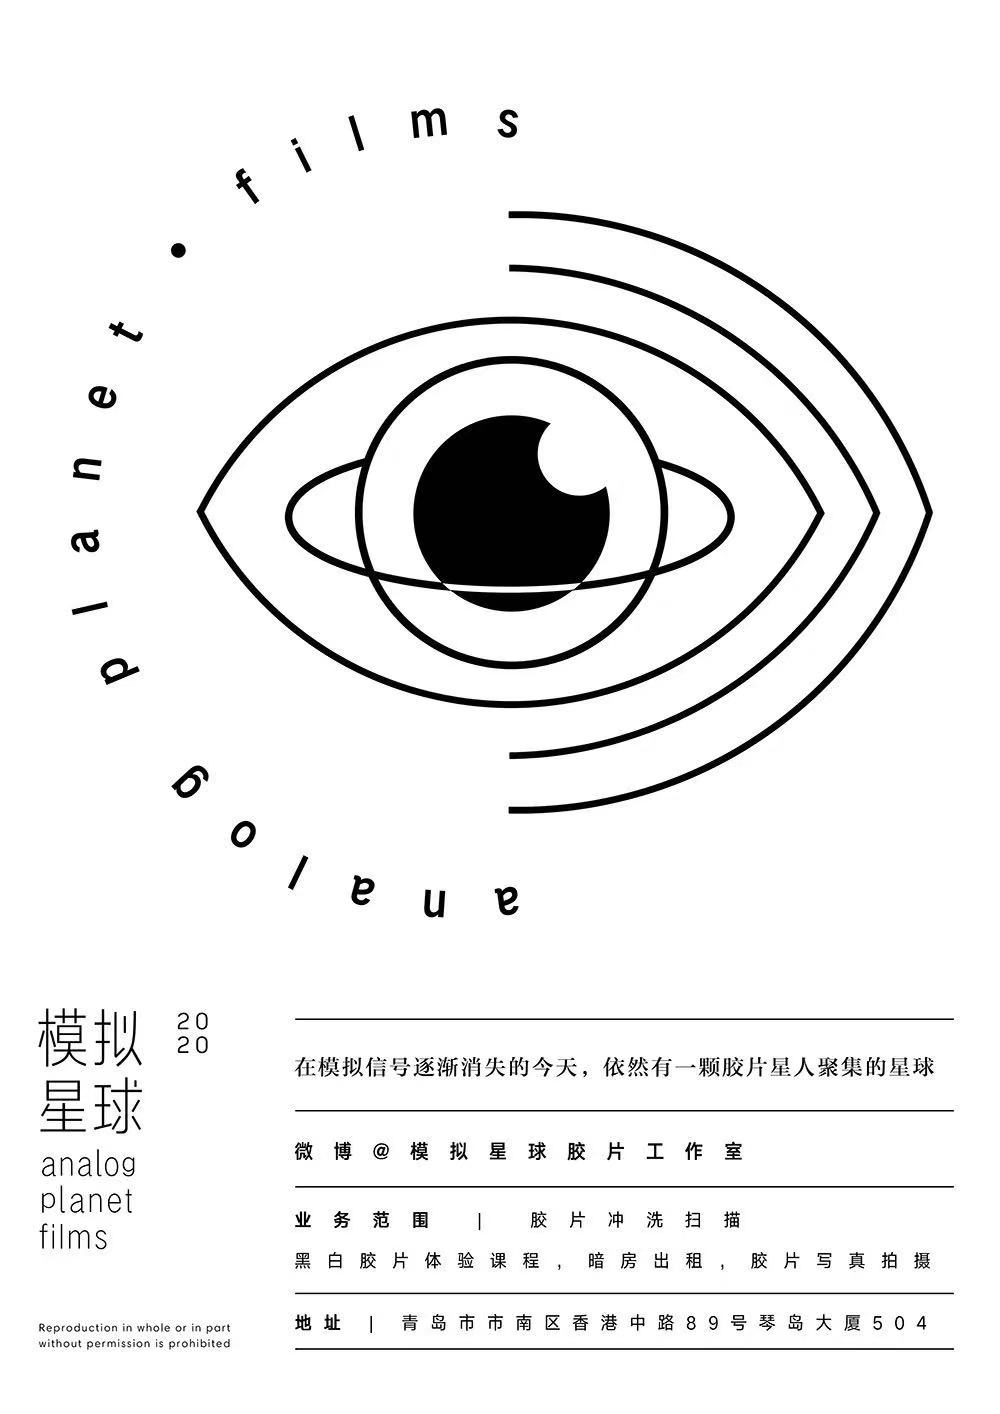 analog planet • films
模拟
星球
20
20
analog
planet
films
Reproduction in whole or in part
without permission is prohibited
在模拟信号逐渐消失的今天，依然有一颗胶片星人聚集的星球
微博@模拟星球胶片工作室
业务范围 | 胶片冲洗扫描
黑白胶片体验课程，暗房出租，胶片写真拍摄
地址 | 青岛市市南区香港中路89号琴岛大厦504